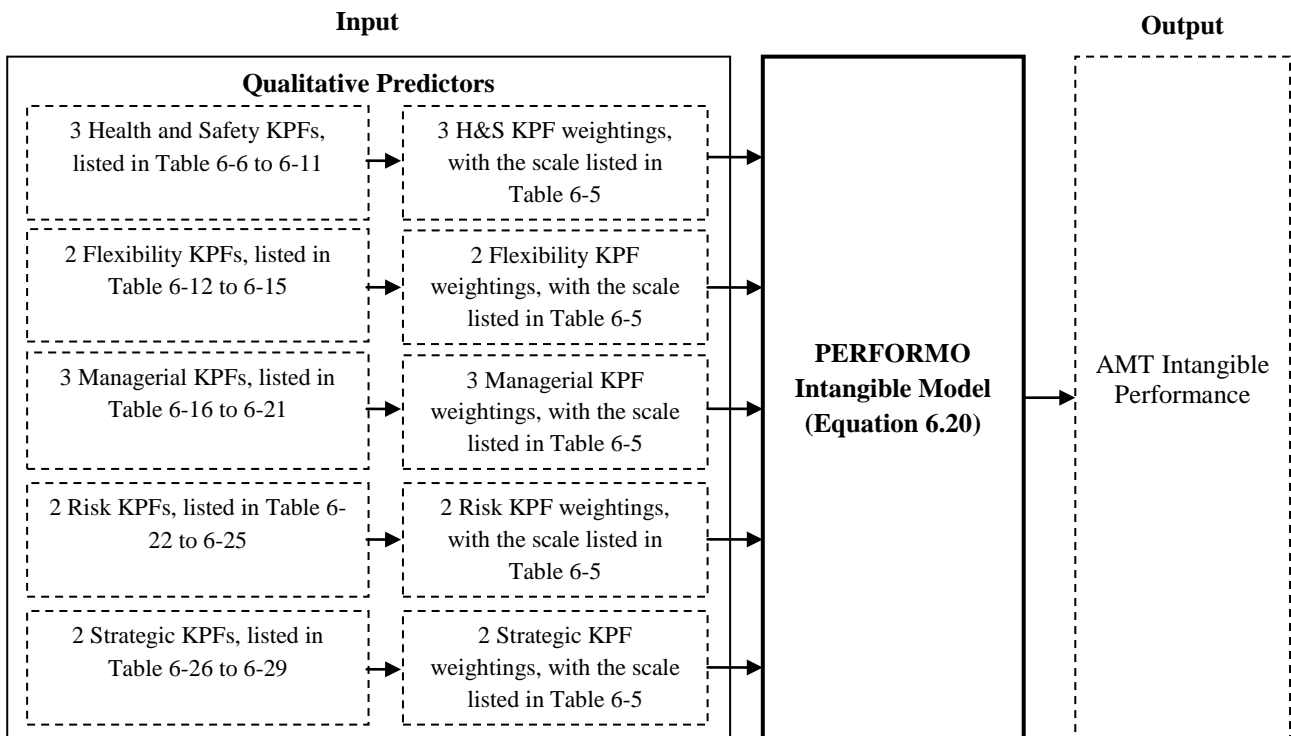 Input
Output
Qualitative Predictors
3 Health and Safety KPFs,
listed in Table 6-6 to 6-11
3 H&S KPF weightings,
with the scale listed in
Table 6-5
2 Flexibility KPFs, listed in
Table 6-12 to 6-15
2 Flexibility KPF
weightings, with the scale
listed in Table 6-5
3 Managerial KPFs, listed in
Table 6-16 to 6-21
3 Managerial KPF
weightings, with the scale
listed in Table 6-5
2 Risk KPFs, listed in Table 6-
22 to 6-25
2 Risk KPF weightings,
with the scale listed in
Table 6-5
2 Strategic KPFs, listed in
Table 6-26 to 6-29
2 Strategic KPF
weightings, with the scale
listed in Table 6-5
PERFORMO
Intangible Model
(Equation 6.20)
AMT Intangible
Performance